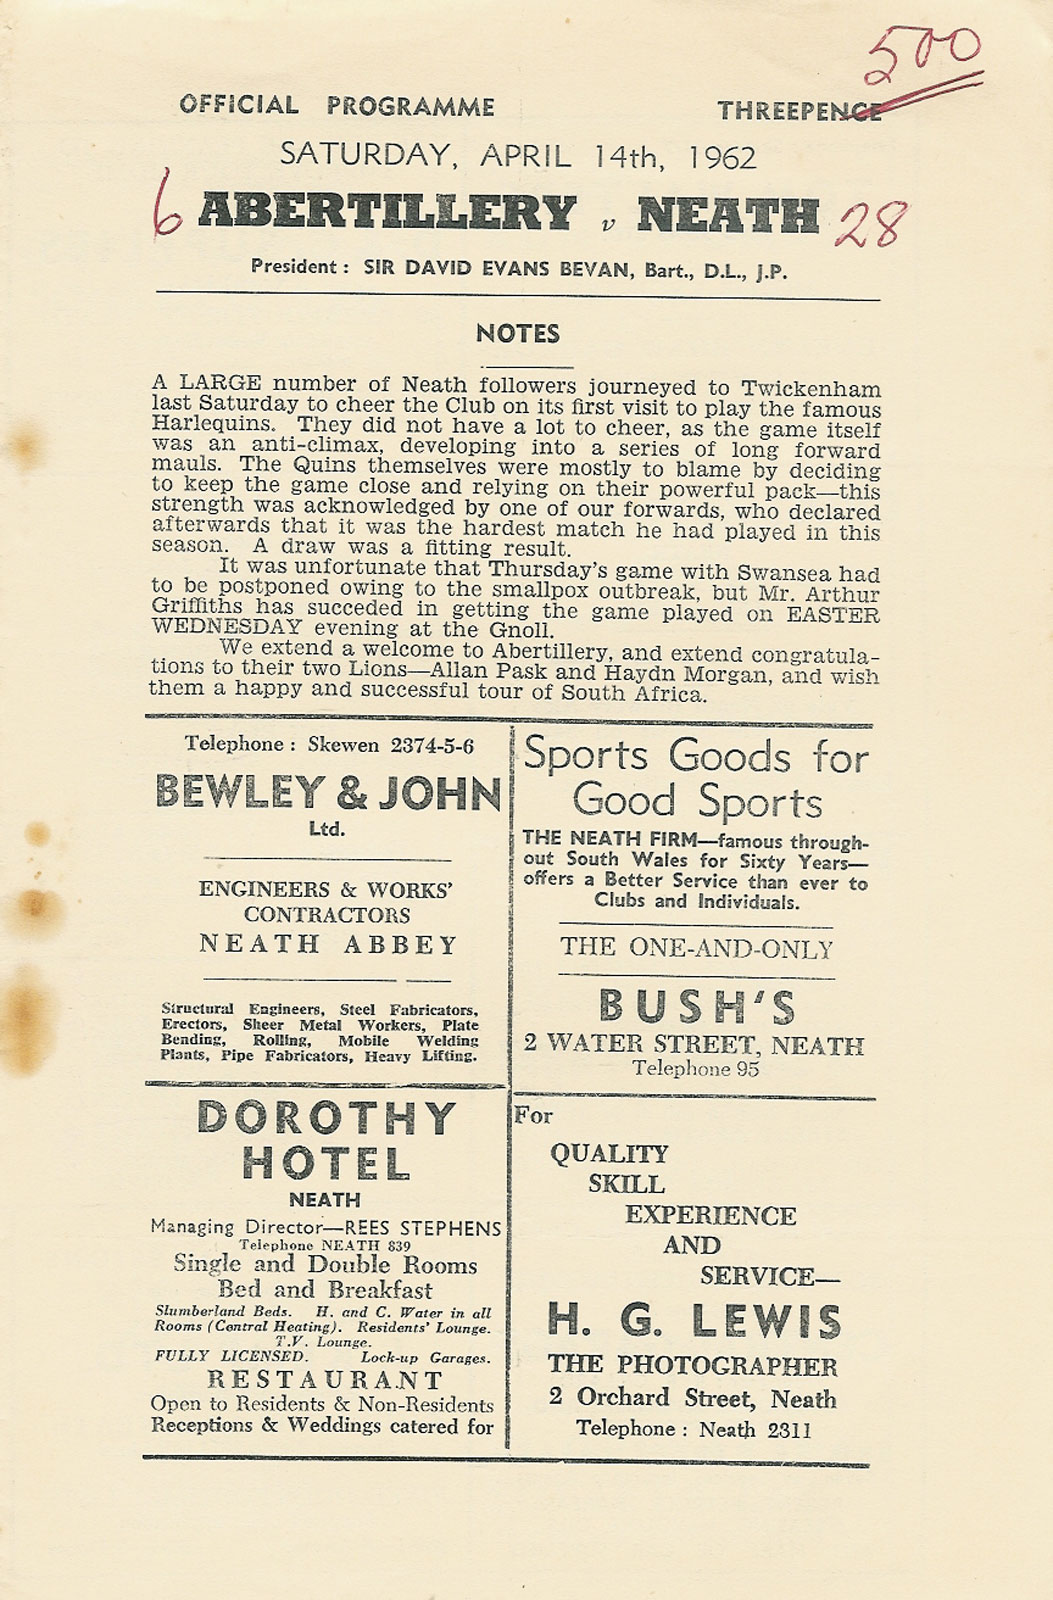 500
OFFICIAL PROGRAMME THREEPENCE
SATURDAY, APRIL 14th, 1962
6 ABERTILLERY v NEATH 28
President : SIR DAVID EVANS BEVAN, Bart., D.L., J.P.
NOTES
A LARGE number of Neath followers journeyed to Twickenham
last Saturday to cheer the Club on its first visit to play the famous
Harlequins. They did not have a lot to cheer, as the game itself
was an anti-climax, developing into a series of long forward
mauls. The Quins themselves were mostly to blame by deciding
to keep the game close and relying on their powerful pack—this
strength was acknowledged by one of our forwards, who declared
afterwards that it was the hardest match he had played in this
season. A draw was a fitting result.
It was unfortunate that Thursday's game with Swansea had
to be postponed owing to the smallpox outbreak, but Mr. Arthur
Griffiths has succeded in getting the game played on EASTER
WEDNESDAY evening at the Gnoll.
We extend a welcome to Abertillery, and extend congratula-
tions to their two Lions—Allan Pask and Haydn Morgan, and wish
them a happy and successful tour of South Africa.
Telephone : Skewen 2374-5-6
BEWLEY & JOHN
Ltd.
ENGINEERS & WORKS'
CONTRACTORS
NEATH ABBEY
Structural Engineers, Steel Fabricators,
Erectors, Sheer Metal Workers, Plate
Bending, Rolling, Mobile Welding
Plants, Pipe Fabricators, Heavy Lifting.
Sports Goods for
Good Sports
THE NEATH FIRM—famous through-
out South Wales for Sixty Years—
offers a Better Service than ever to
Clubs and Individuals.
THE ONE-AND-ONLY
BUSH'S
2 WATER STREET, NEATH
Telephone 95
DOROTHY
HOTEL
NEATH
Managing Director—REES STEPHENS
Telephone NEATH 839
Single and Double Rooms
Bed and Breakfast
Slumberland Beds. H. and C. Water in all
Rooms (Central Heating). Residents' Lounge.
T.V. Lounge.
FULLY LICENSED. Lock-up Garages.
RESTAURANT
Open to Residents & Non-Residents
Receptions & Weddings catered for
For
QUALITY
SKILL
EXPERIENCE
AND
SERVICE—
H. G. LEWIS
THE PHOTOGRAPHER
2 Orchard Street, Neath
Telephone : Neath 2311